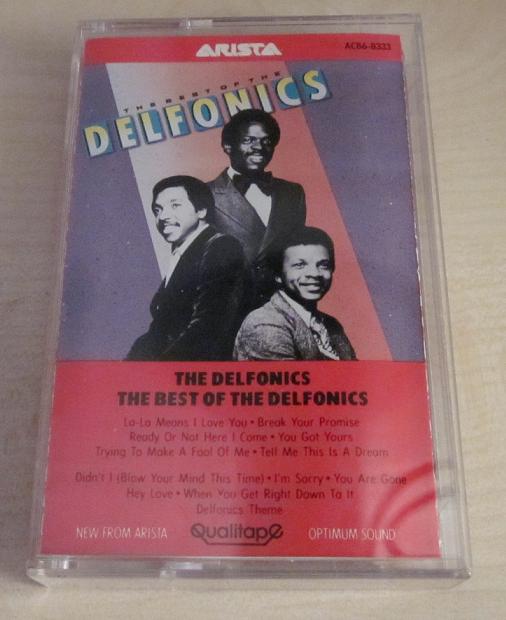 ARISTA
AC86-8333
THE BEST OF THE
DELFONICS
THE DELFONICS
THE BEST OF THE DELFONICS
La-La Means I Love You • Break Your Promise
Ready Or Not Here I Come • You Got Yours
Trying To Make A Fool Of Me • Tell Me This Is A Dream
Didn't I (Blow Your Mind This Time) • I'm Sorry • You Are Gone
Hey Love • When You Get Right Down To It
Delfonics Theme
NEW FROM ARISTA
Qualitape
OPTIMUM SOUND